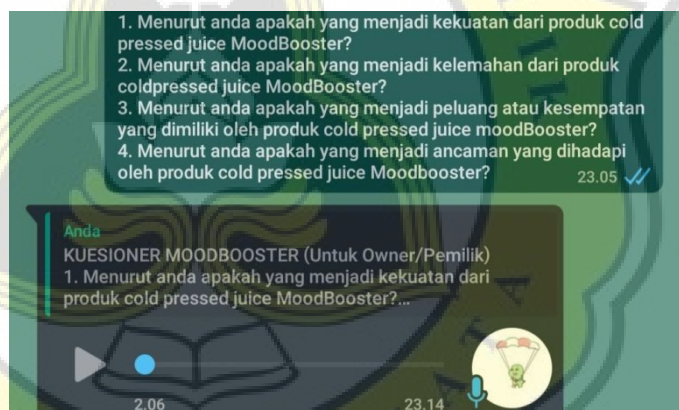 1. Menurut anda apakah yang menjadi kekuatan dari produk cold
pressed juice MoodBooster?
2. Menurut anda apakah yang menjadi kelemahan dari produk
coldpressed juice MoodBooster?
3. Menurut anda apakah yang menjadi peluang atau kesempatan
yang dimiliki oleh produk cold pressed juice moodBooster?
4. Menurut anda apakah yang menjadi ancaman yang dihadapi
oleh produk cold pressed juice Moodbooster?
23.05
Anda
KUESIONER MOODBOOSTER (Untuk Owner/Pemilik)
1. Menurut anda apakah yang menjadi kekuatan dari
produk cold pressed juice MoodBooster?...
2.06
23.14